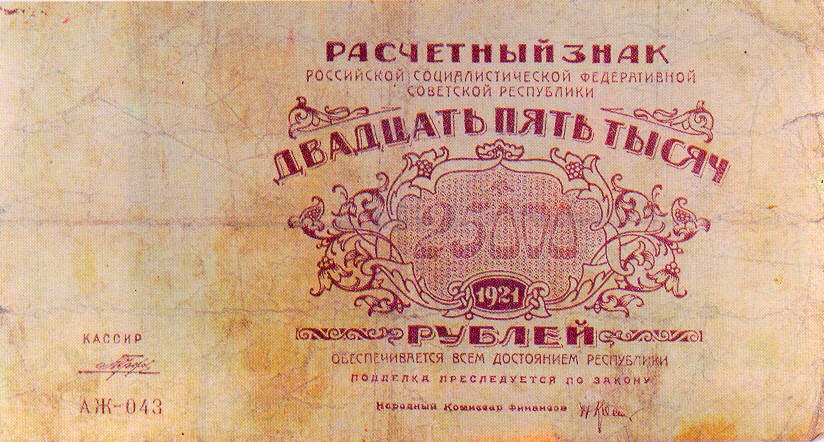 РАСЧЕТНЫЙ ЗНАК
РОССИЙСКОЙ СОЦИАЛИСТИЧЕСКОЙ ФЕДЕРАТИВНОЙ
СОВЕТСКОЙ РЕСПУБЛИКИ
ДВАДЦАТЬ ПЯТЬ ТЫСЯЧ
25000
1921
РУБЛЕЙ
ОБЕСПЕЧИВАЕТСЯ ВСЕМ ДОСТОЯНИЕМ РЕСПУБЛИКИ
ПОДДЕЛКА ПРЕСЛЕДУЕТСЯ ПО ЗАКОНУ
Народный Комиссар Финансов
КАССИР
АЖ-043